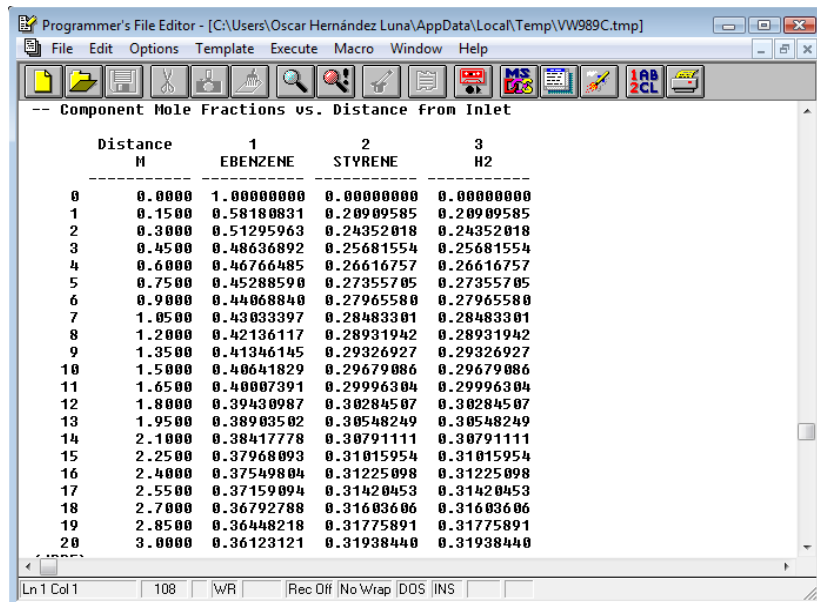 Programmer's File Editor - [C:\Users\Oscar Hernández Luna\AppData\Local\Temp\VW989C.tmp]
File Edit Options Template Execute Macro Window Help
MS DOS 1AB 2CL
-- Component Mole Fractions vs. Distance from Inlet
Distance 1 2 3
M EBENZENE STYRENE H2
----------- ----------- ----------- -----------
0 0.0000 1.00000000 0.00000000 0.00000000
1 0.1500 0.58180831 0.20909585 0.20909585
2 0.3000 0.51295963 0.24352018 0.24352018
3 0.4500 0.48636892 0.25681554 0.25681554
4 0.6000 0.46766485 0.26616757 0.26616757
5 0.7500 0.45288590 0.27355705 0.27355705
6 0.9000 0.44068840 0.27965580 0.27965580
7 1.0500 0.43033397 0.28483301 0.28483301
8 1.2000 0.42136117 0.28931942 0.28931942
9 1.3500 0.41346145 0.29326927 0.29326927
10 1.5000 0.40641829 0.29679086 0.29679086
11 1.6500 0.40007391 0.29996304 0.29996304
12 1.8000 0.39430987 0.30284507 0.30284507
13 1.9500 0.38903502 0.30548249 0.30548249
14 2.1000 0.38417778 0.30791111 0.30791111
15 2.2500 0.37968093 0.31015954 0.31015954
16 2.4000 0.37549804 0.31225098 0.31225098
17 2.5500 0.37159094 0.31420453 0.31420453
18 2.7000 0.36792788 0.31603606 0.31603606
19 2.8500 0.36448218 0.31775891 0.31775891
20 3.0000 0.36123121 0.31938440 0.31938440
Ln 1 Col 1 108 WR Rec Off No Wrap DOS INS